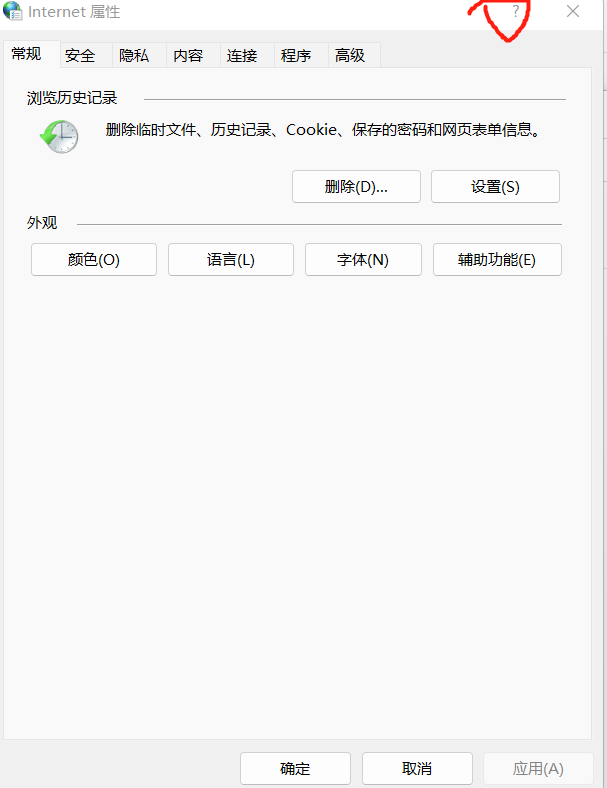 Internet 属性 ?
常规 安全 隐私 内容 连接 程序 高级
浏览历史记录
删除临时文件、历史记录、Cookie、保存的密码和网页表单信息。
删除(D)... 设置(S)
外观
颜色(O) 语言(L) 字体(N) 辅助功能(E)
确定 取消 应用(A)